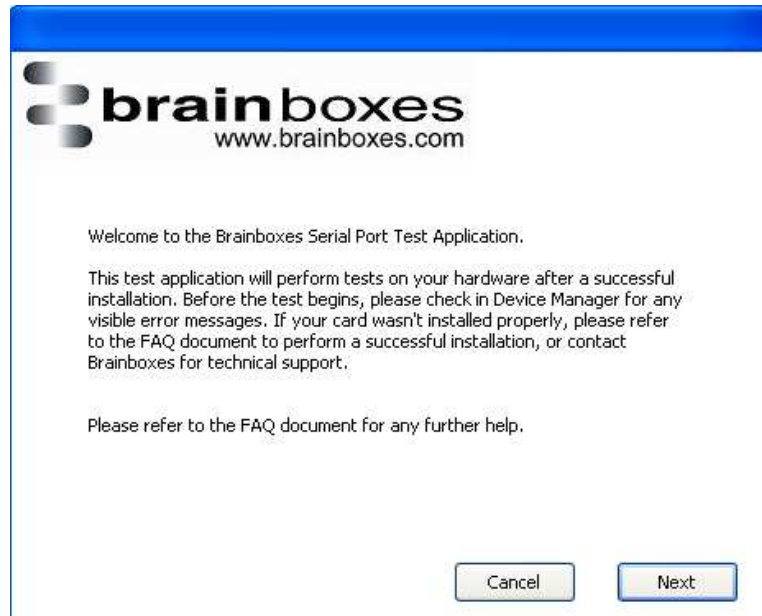 brainboxes
www.brainboxes.com
Welcome to the Brainboxes Serial Port Test Application.
This test application will perform tests on your hardware after a successful
installation. Before the test begins, please check in Device Manager for any
visible error messages. If your card wasn't installed properly, please refer
to the FAQ document to perform a successful installation, or contact
Brainboxes for technical support.
Please refer to the FAQ document for any further help.
Cancel
Next